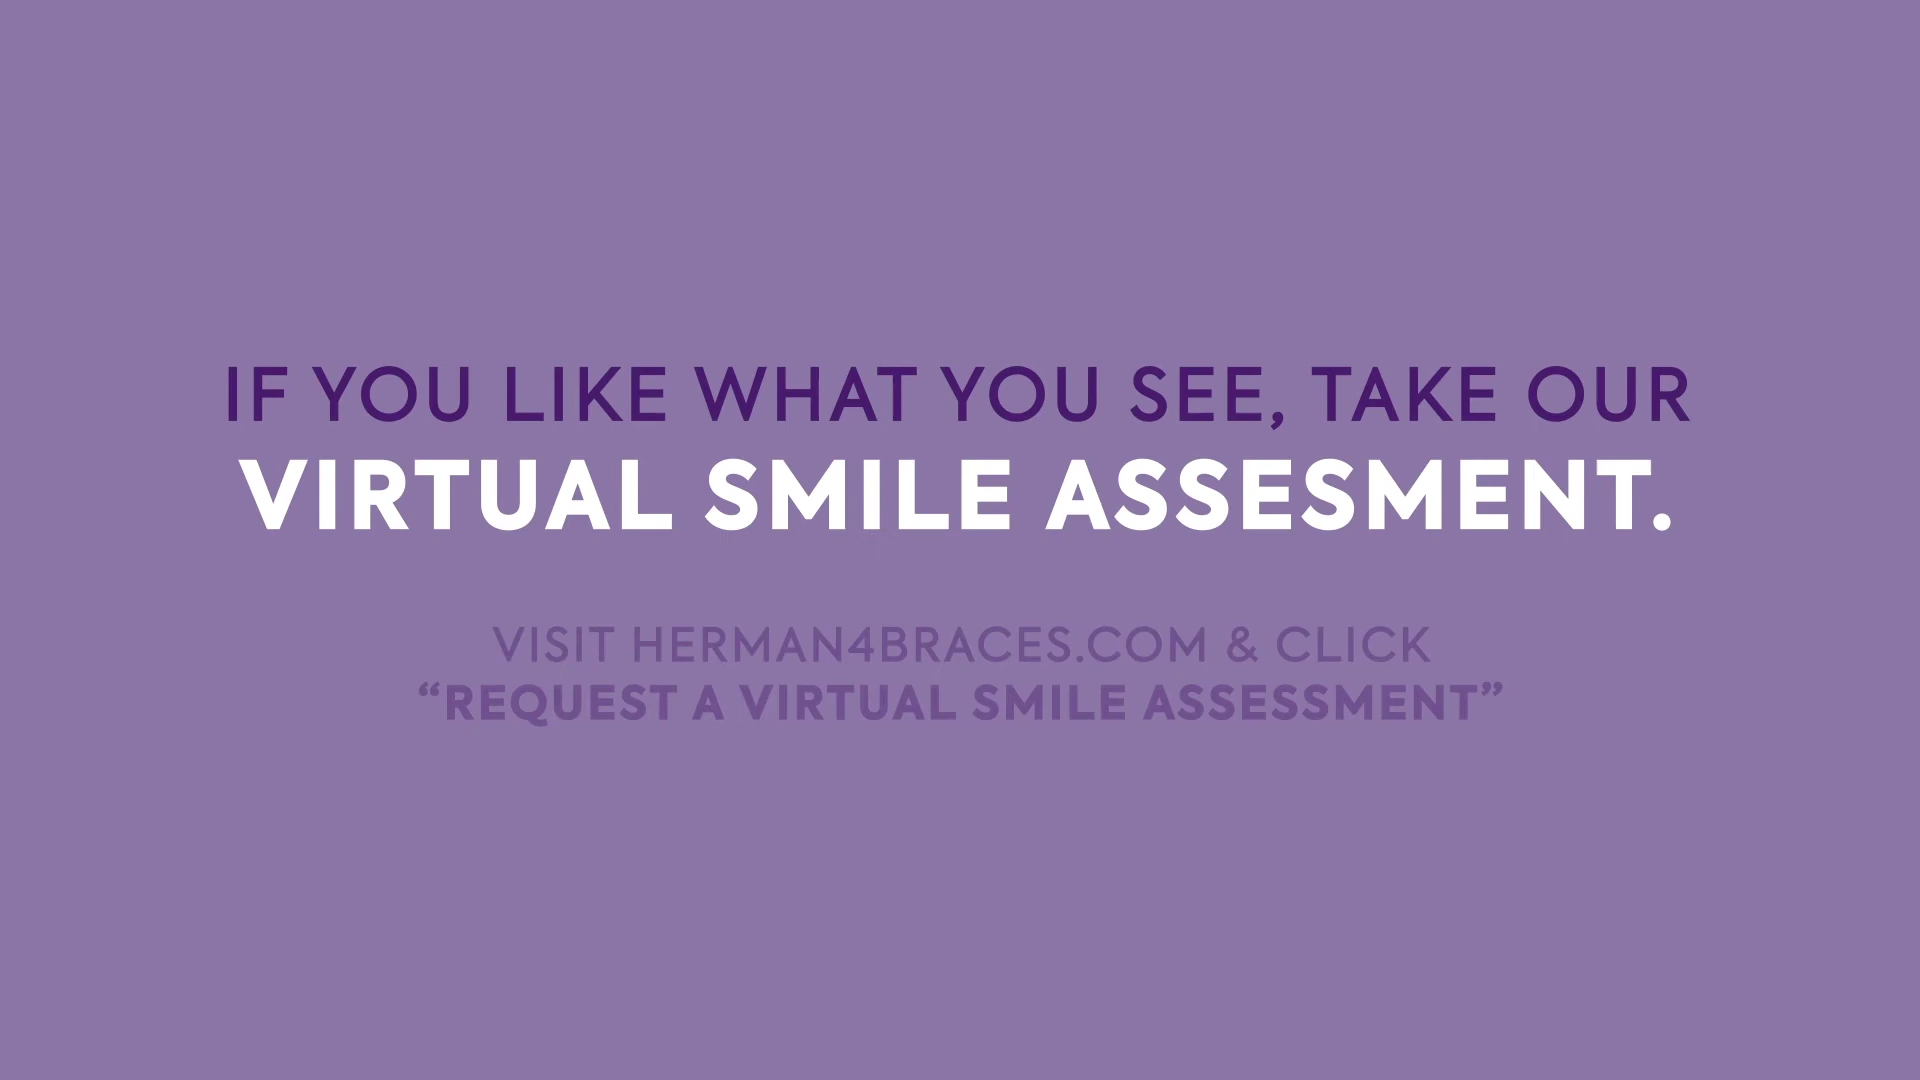 IF YOU LIKE WHAT YOU SEE, TAKE OUR
VIRTUAL SMILE ASSESMENT.
VISIT HERMAN4BRACES.COM & CLICK
“REQUEST A VIRTUAL SMILE ASSESSMENT”